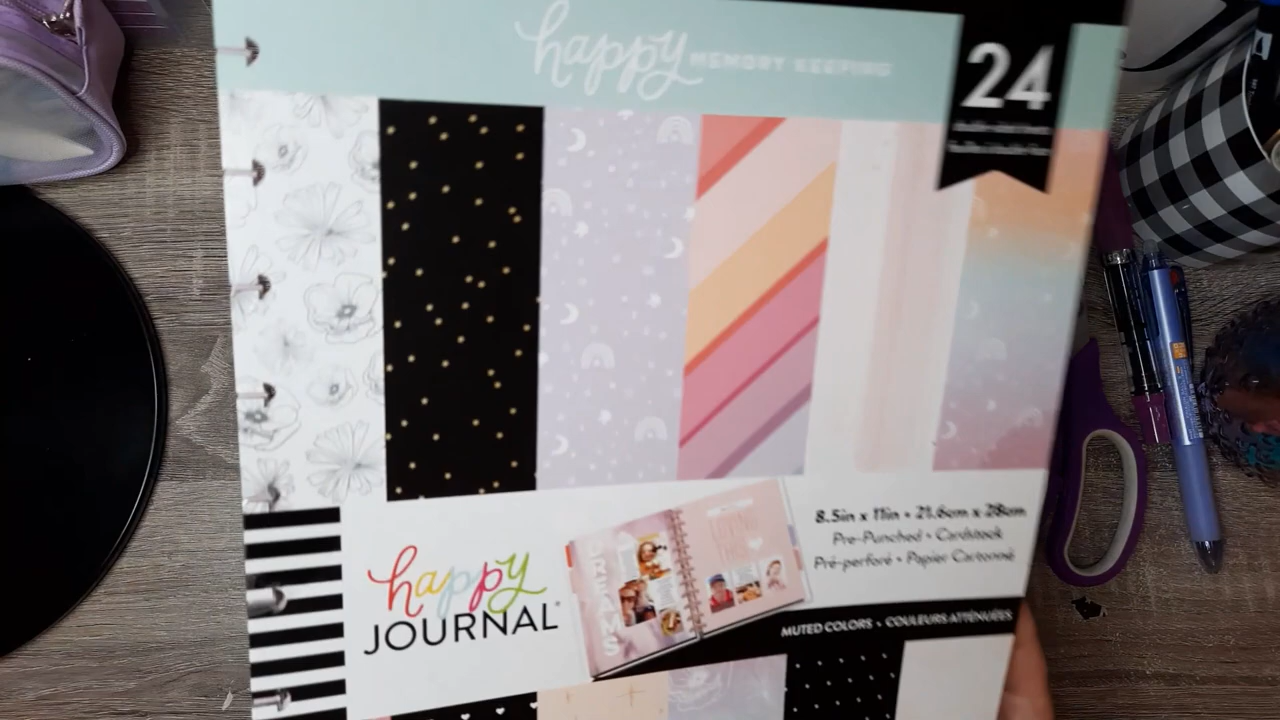 happy MEMORY KEEPING
24
happy
JOURNAL
DREAMS
8.5in x 11in • 21.6cm x 28cm
Pre-Punched • Cardstock
Pré-perforé • Papier Cartonné
MUTED COLORS • COULEURS ATTÉNUÉES